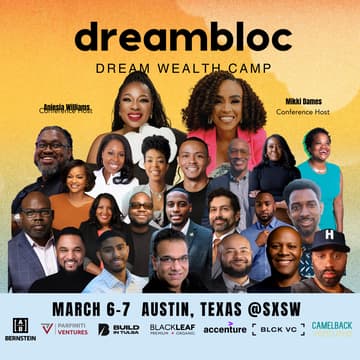 dreambloc
DREAM WEALTH CAMP
Aniesia Williams
Conference Host
Mikki Dames
Conference Host
MARCH 6-7 AUSTIN, TEXAS @SXSW
BERNSTEIN
PARFINITI
VENTURES
BUILD
IN TULSA
BLACKLEAF
PREMIUM + ORGANIC
accenture
BLCK VC
CAMELBACK